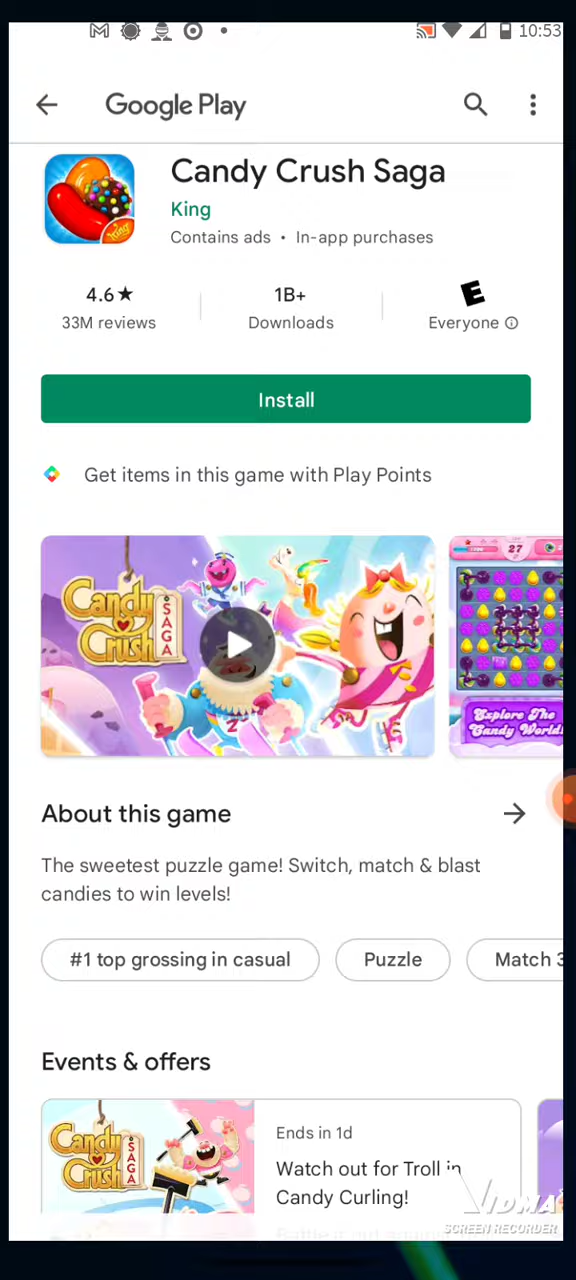 10:53
Google Play
Candy Crush Saga
King
Contains ads • In-app purchases
4.6★
1B+
E
33M reviews
Downloads
Everyone
Install
Get items in this game with Play Points
Candy
Crush
SAGA
27
Explore The
Candy World!
About this game
The sweetest puzzle game! Switch, match & blast
candies to win levels!
#1 top grossing in casual
Puzzle
Match 3
Events & offers
Candy
Crush
SAGA
Ends in 1d
Watch out for Troll in
Candy Curling!
VIDMA
SCREEN RECORDER